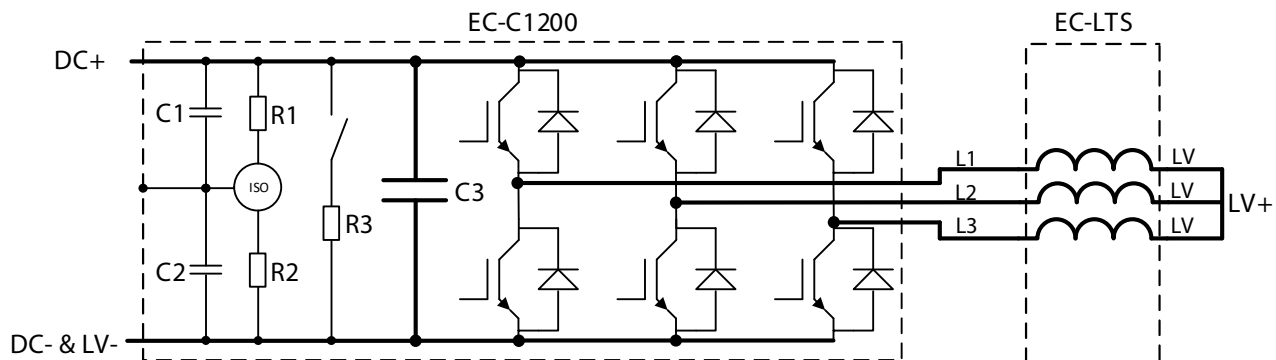 EC-C1200
EC-LTS
DC+
C1
R1
ISO
C3
R3
C2
R2
L1
LV
L2
LV
LV+
L3
LV
DC- & LV-